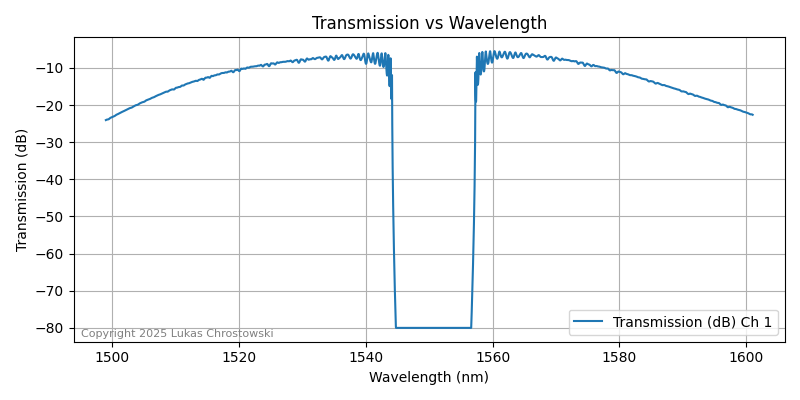 Transmission vs Wavelength
Transmission (dB)
−10
−20
−30
−40
−50
−60
−70
−80
Copyright 2025 Lukas Chrostowski
Transmission (dB) Ch 1
1500
1520
1540
1560
1580
1600
Wavelength (nm)